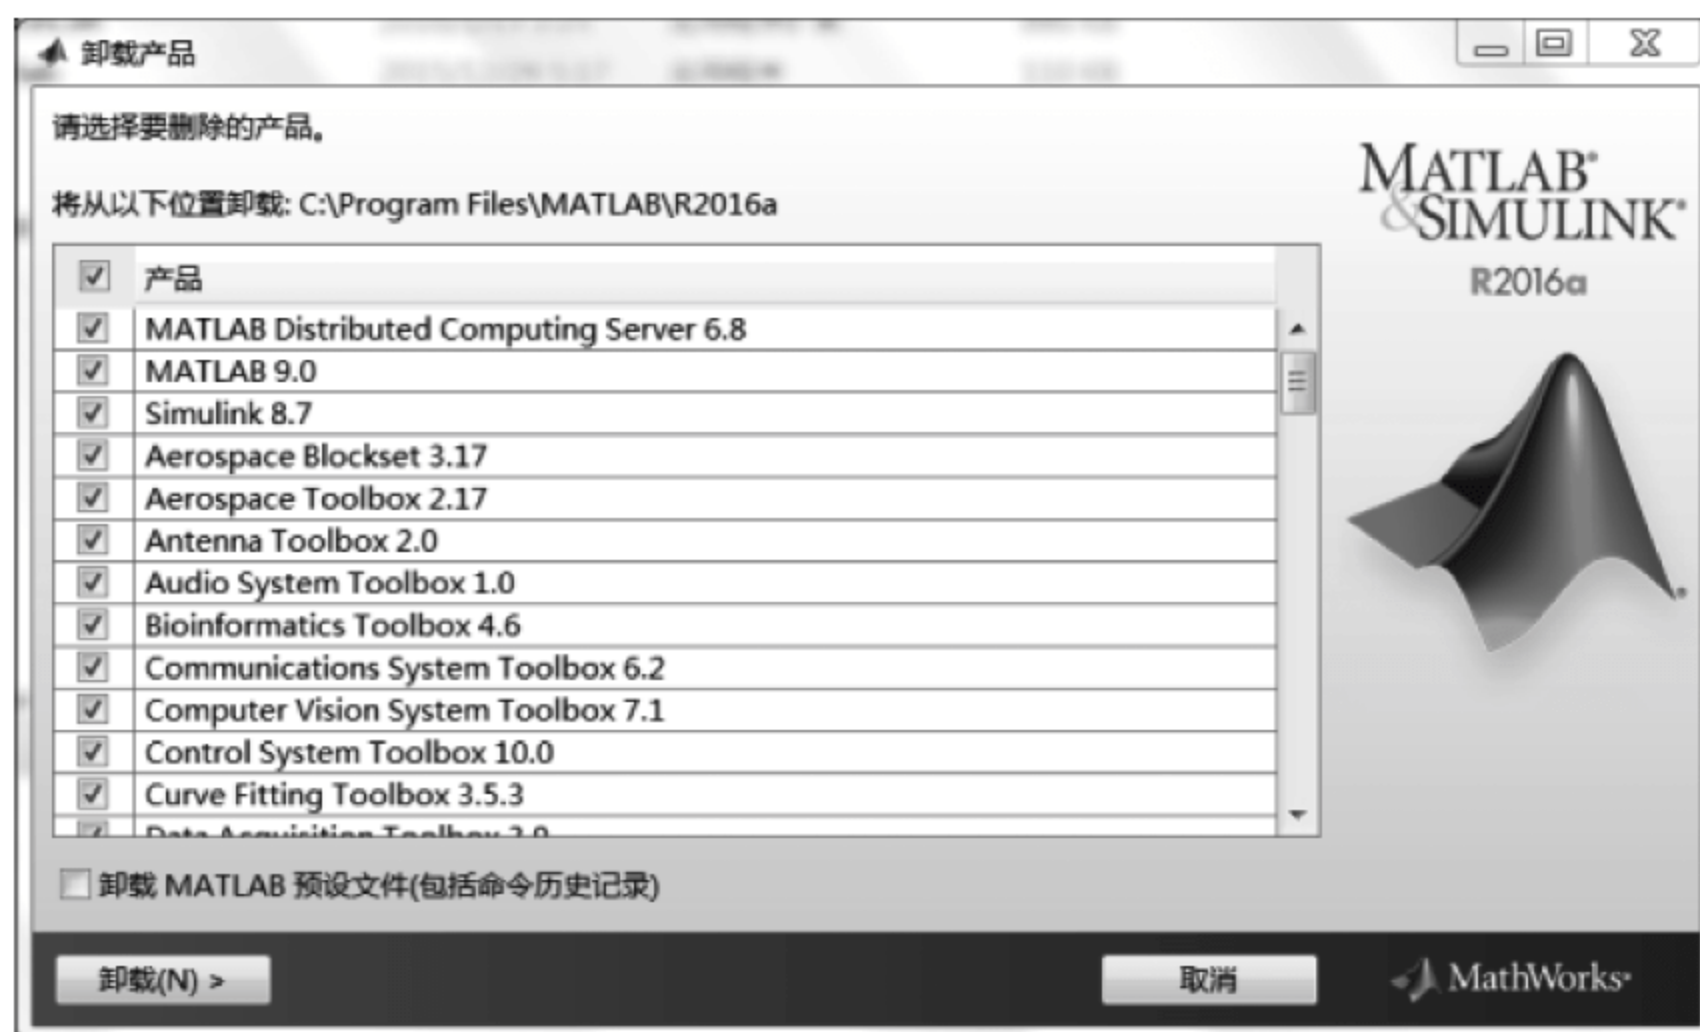 卸载产品
请选择要删除的产品。
将从以下位置卸载: C:\Program Files\MATLAB\R2016a
MATLAB®
&SIMULINK®
R2016a
产品
MATLAB Distributed Computing Server 6.8
MATLAB 9.0
Simulink 8.7
Aerospace Blockset 3.17
Aerospace Toolbox 2.17
Antenna Toolbox 2.0
Audio System Toolbox 1.0
Bioinformatics Toolbox 4.6
Communications System Toolbox 6.2
Computer Vision System Toolbox 7.1
Control System Toolbox 10.0
Curve Fitting Toolbox 3.5.3
Data Acquisition Toolbox 3.9
卸载 MATLAB 预设文件(包括命令历史记录)
卸载(N) >
取消
MathWorks®